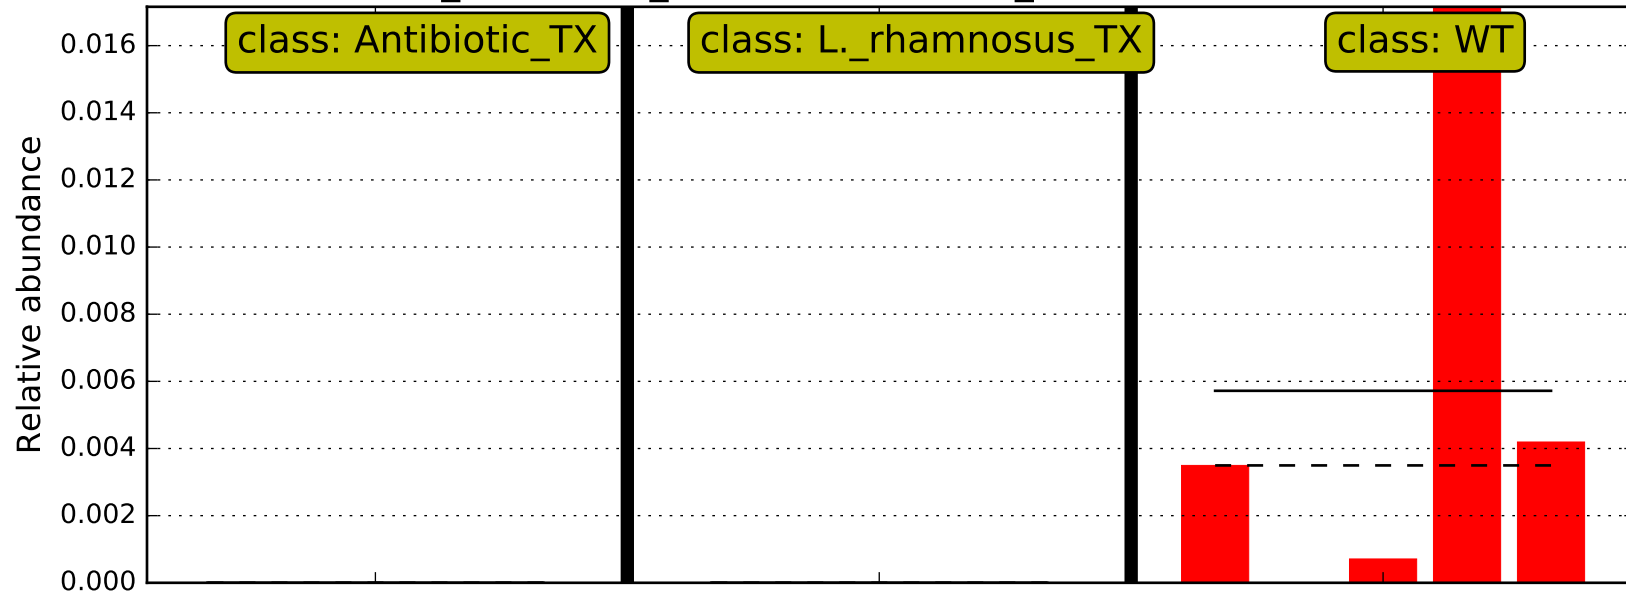 class: Antibiotic_TX
class: L._rhamnosus_TX
class: WT
Relative abundance
0.016
0.014
0.012
0.010
0.008
0.006
0.004
0.002
0.000